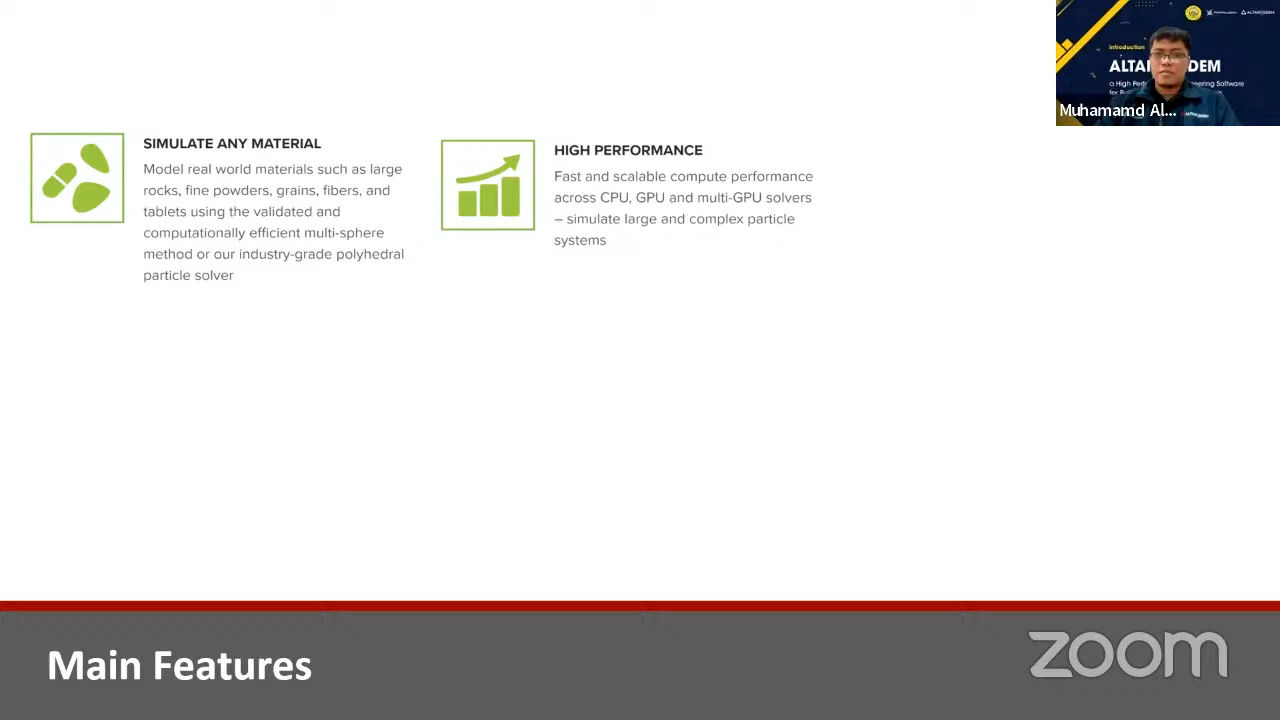 SIMULATE ANY MATERIAL
Model real world materials such as large
rocks, fine powders, grains, fibers, and
tablets using the validated and
computationally efficient multi-sphere
method or our industry-grade polyhedral
particle solver
HIGH PERFORMANCE
Fast and scalable compute performance
across CPU, GPU and multi-GPU solvers
– simulate large and complex particle
systems
Introduction
ALTAI DEM
a High Per eering Software
Muhamamd Al...
Main Features
zoom